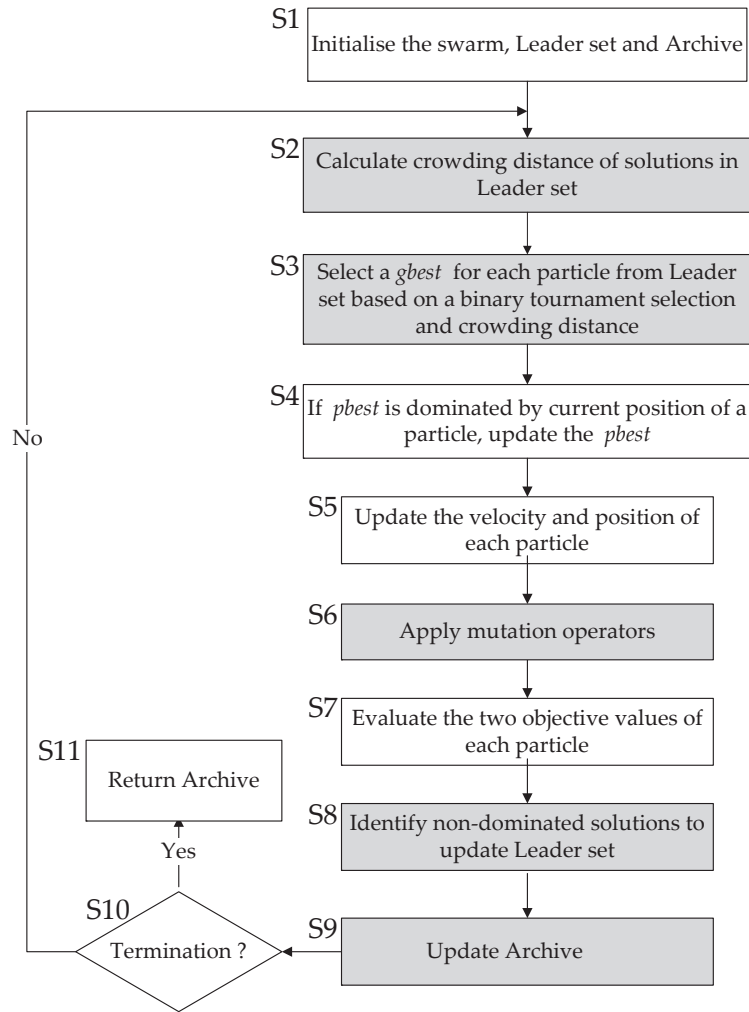 S1
Initialise the swarm, Leader set and Archive
S2
Calculate crowding distance of solutions in
Leader set
S3
Select a gbest for each particle from Leader
set based on a binary tournament selection
and crowding distance
S4
If pbest is dominated by current position of a
particle, update the pbest
No
S5
Update the velocity and position of
each particle
S6
Apply mutation operators
S7
Evaluate the two objective values of
each particle
S11
Return Archive
S8
Identify non-dominated solutions to
update Leader set
Yes
S10
Termination ?
S9
Update Archive